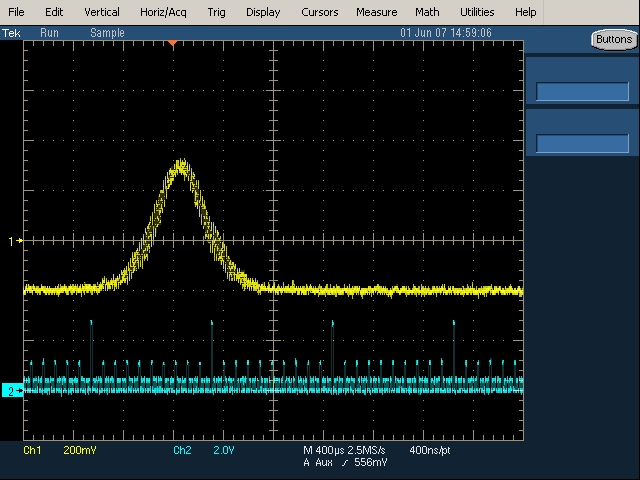 File Edit Vertical Horiz/Acq Trig Display Cursors Measure Math Utilities Help
Tek Run Sample 01 Jun 07 14:59:06 Buttons
1
2
Ch1 200mV Ch2 2.0V M 400µs 2.5MS/s 400ns/pt
A Aux 556mV